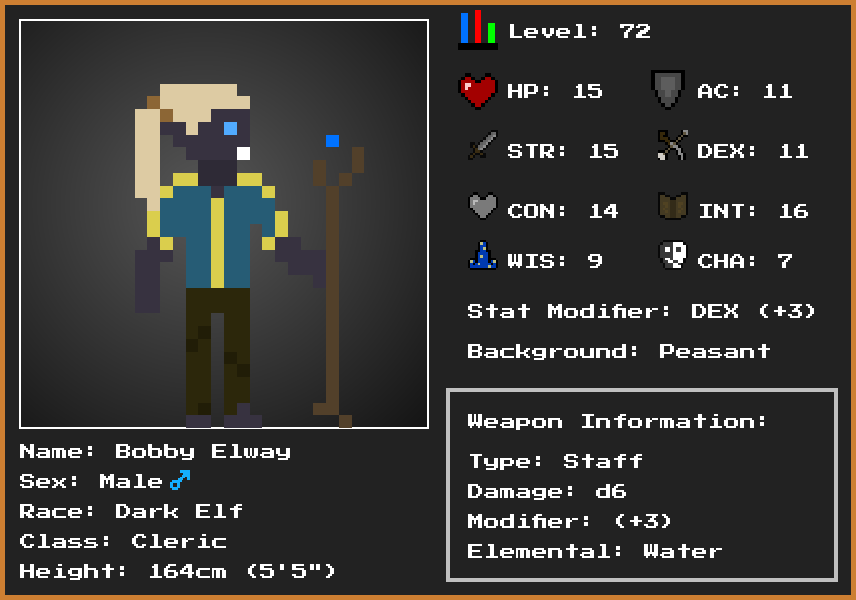 Level: 72
HP: 15 AC: 11
STR: 15 DEX: 11
CON: 14 INT: 16
WIS: 9 CHA: 7
Stat Modifier: DEX (+3)
Background: Peasant
Weapon Information:
Type: Staff
Damage: d6
Modifier: (+3)
Elemental: Water
Name: Bobby Elway
Sex: Male ♂
Race: Dark Elf
Class: Cleric
Height: 164cm (5'5")